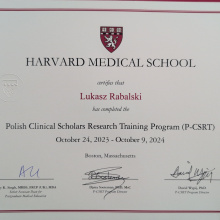 HARVARD MEDICAL SCHOOL
certifies that
Lukasz Rabalski
has completed the
Polish Clinical Scholars Research Training Program (P-CSRT)
October 24, 2023 - October 9, 2024
Boston, Massachusetts